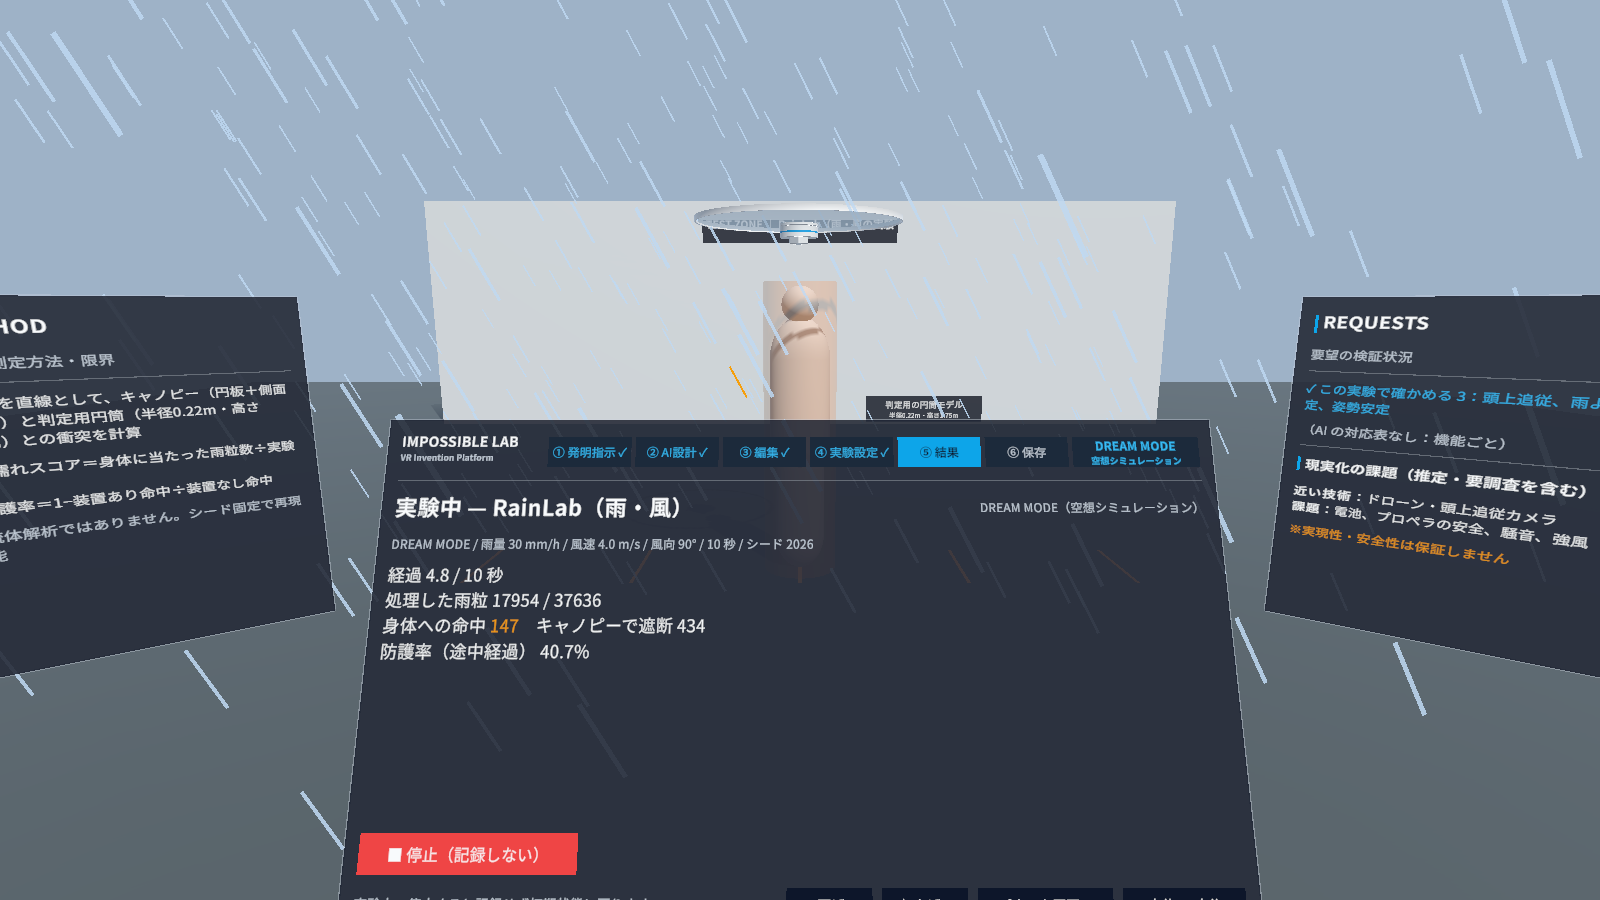 HOD
測定方法・限界
を直線として、キャノピー（円板＋側面
）と判定用円筒（半径0.22m・高さ
）との衝突を計算
濡れスコア＝身体に当たった雨粒数÷実験
護率＝1−装置あり命中÷装置なし命中
体解析ではありません。シード固定で再現
能
判定用の円筒モデル
半径0.22m・高さ1.75m
IMPOSSIBLE LAB
VR Invention Platform
① 発明指示 ✓
② AI設計 ✓
③ 編集 ✓
④ 実験設定 ✓
⑤ 結果
⑥ 保存
DREAM MODE
空想シミュレーション
実験中 — RainLab（雨・風）
DREAM MODE（空想シミュレーション）
DREAM MODE / 雨量 30 mm/h / 風速 4.0 m/s / 風向 90° / 10 秒 / シード 2026
経過 4.8 / 10 秒
処理した雨粒 17954 / 37636
身体への命中 147 キャノピーで遮断 434
防護率（途中経過） 40.7%
■ 停止（記録しない）
REQUESTS
要望の検証状況
✓この実験で確かめる 3：頭上追従、雨よ
定、姿勢安定
（AI の対応表なし：機能ごと）
現実化の課題（推定・要調査を含む）
近い技術：ドローン・頭上追従カメラ
課題：電池、プロペラの安全、騒音、強風
※実現性・安全性は保証しません